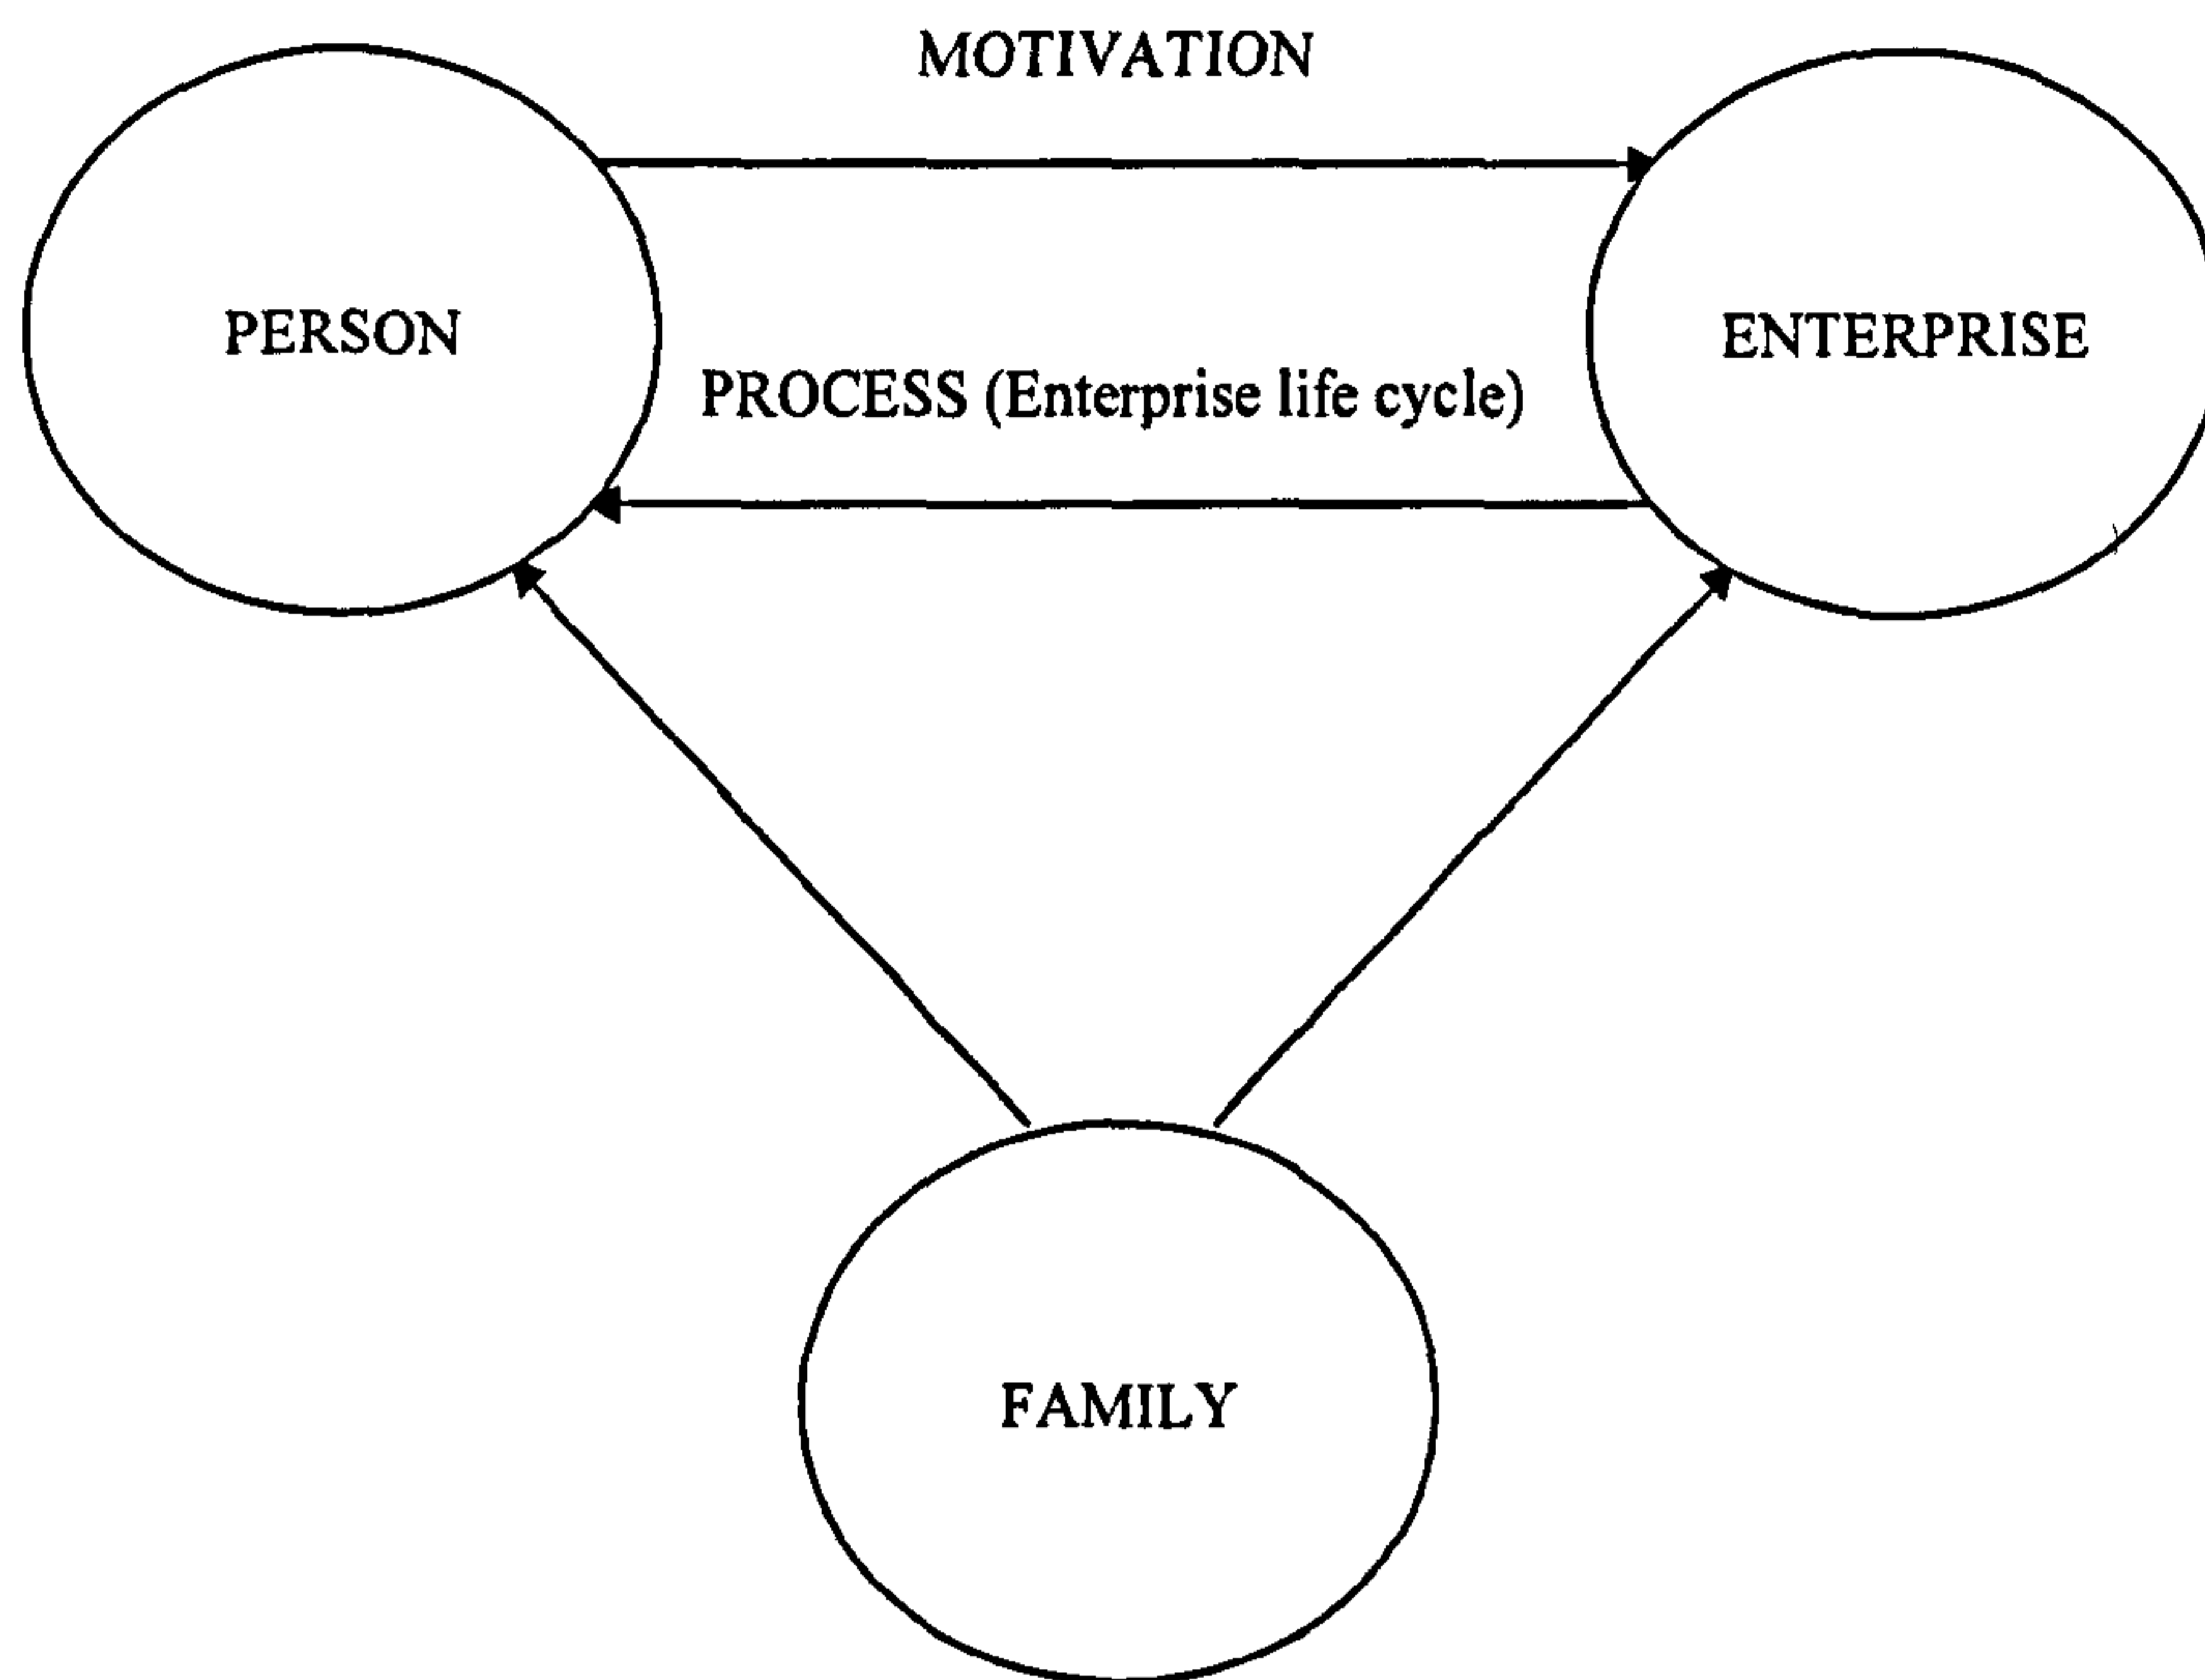 MOTIVATION
PERSON
ENTERPRISE
PROCESS (Enterprise life cycle)
FAMILY